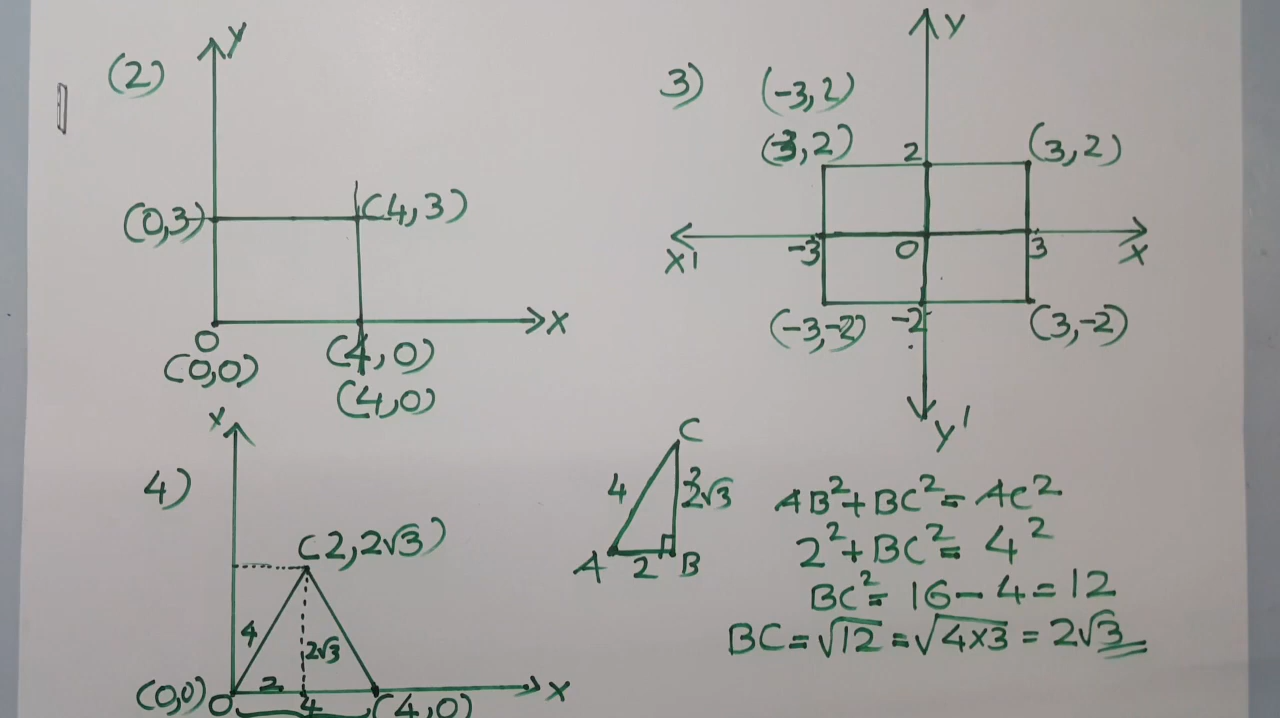 (2)
Y
(0,3)
(4,3)
X
O
(0,0)
(4,0)
(4,0)
3)
(-3,2)
(-3,2)
Y
2
(3,2)
X'
-3
O
3
X
(-3,-2)
-2
(3,-2)
Y'
4)
(2,2√3)
4
2√3
2
X
(0,0)
O
4
(4,0)
C
4
2√3
A
2
B
AB²+BC²=AC²
2²+BC²=4²
BC²=16-4=12
BC=√12=√4×3=2√3